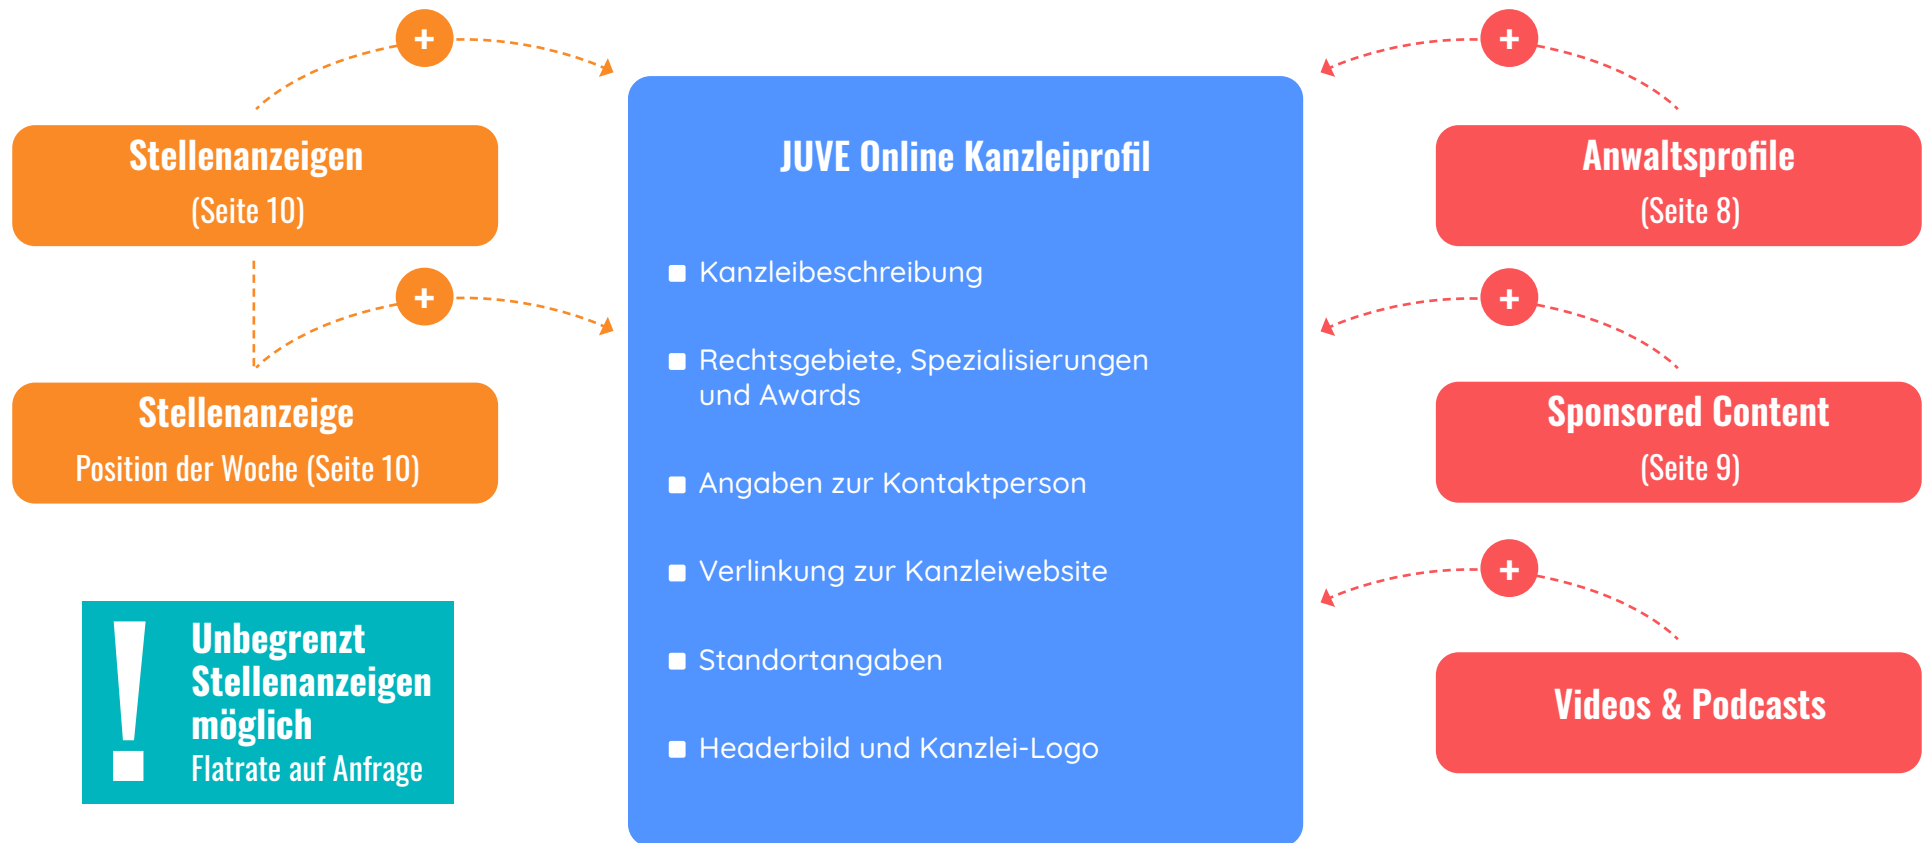 +
Stellenanzeigen
(Seite 10)
+
Stellenanzeige
Position der Woche (Seite 10)
!
Unbegrenzt
Stellenanzeigen
möglich
Flatrate auf Anfrage
JUVE Online Kanzleiprofil
Kanzleibeschreibung
Rechtsgebiete, Spezialisierungen
und Awards
Angaben zur Kontaktperson
Verlinkung zur Kanzleiwebsite
Standortangaben
Headerbild und Kanzlei-Logo
+
Anwaltsprofile
(Seite 8)
+
Sponsored Content
(Seite 9)
+
Videos & Podcasts